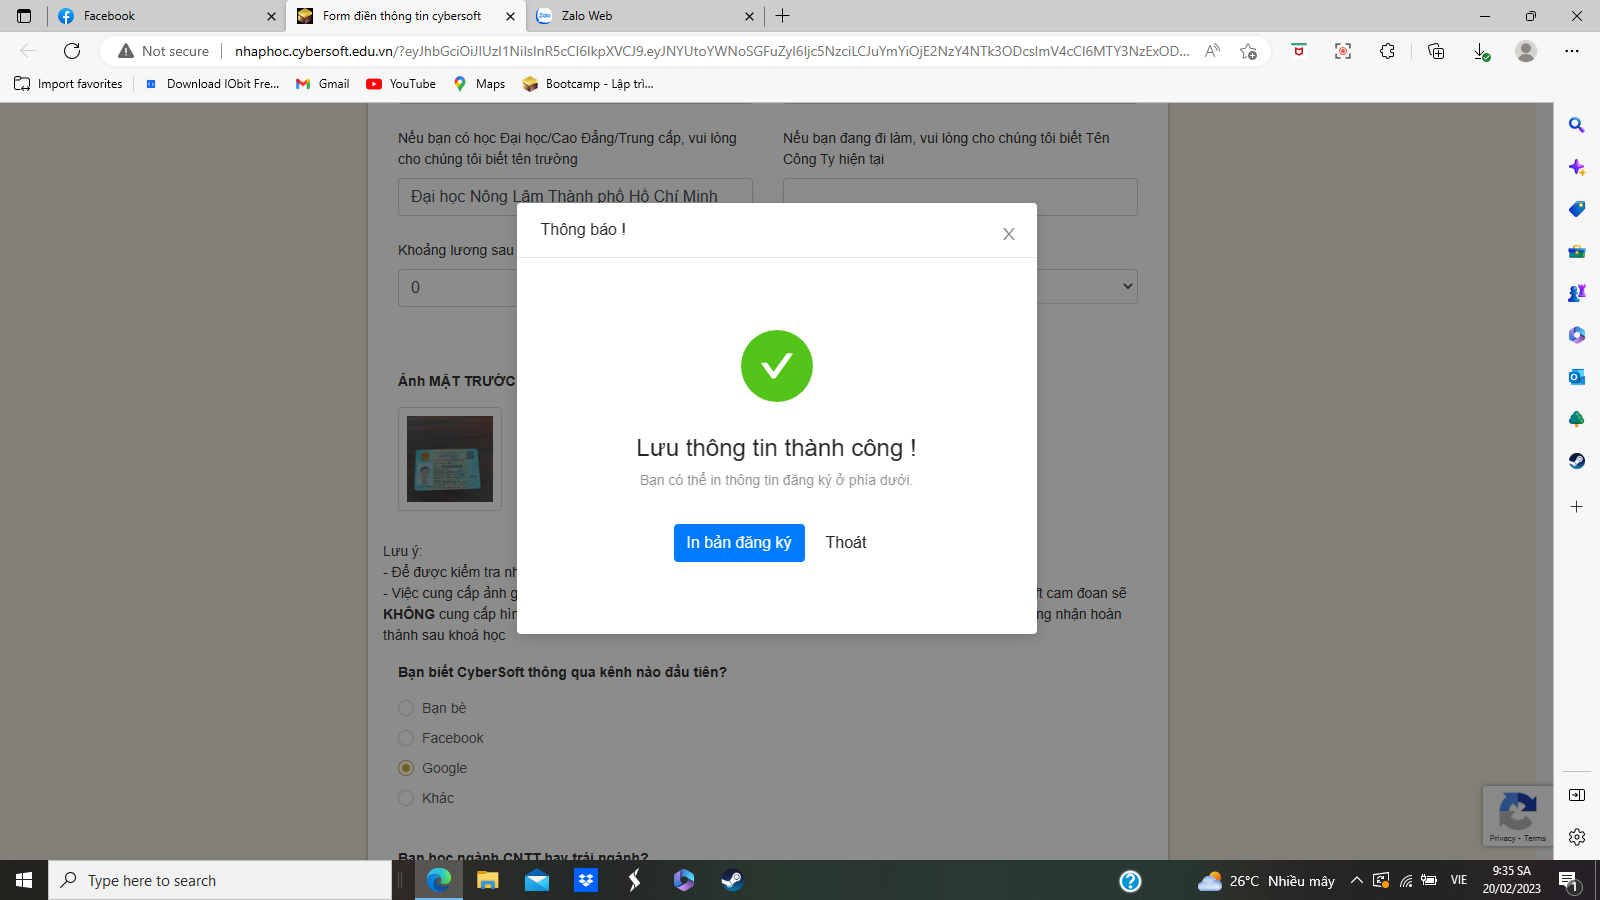 Facebook
Form điền thông tin cybersoft
Zalo Web
Not secure
nhaphoc.cybersoft.edu.vn/?eyJhbGciOiJIUzI1NiIsInR5cCI6IkpXVCJ9.eyJNYUtoYWNoSGFuZyI6Ijc5NzciLCJuYmYiOjE2NzY4NTk3ODcsImV4cCI6MTY3NzExOD...
Import favorites
Download IObit Fre...
Gmail
YouTube
Maps
Bootcamp - Lập trì...
Nếu bạn có học Đại học/Cao Đẳng/Trung cấp, vui lòng
cho chúng tôi biết tên trường
Nếu bạn đang đi làm, vui lòng cho chúng tôi biết Tên
Công Ty hiện tại
Đại học Nông Lâm Thành phố Hồ Chí Minh
Thông báo !
Khoảng lương sau
0
Ảnh MẶT TRƯỚC
Lưu thông tin thành công !
Bạn có thể in thông tin đăng ký ở phía dưới.
In bản đăng ký
Thoát
Lưu ý:
- Để được kiểm tra nh
- Việc cung cấp ảnh g
ft cam đoan sẽ
KHÔNG cung cấp hìn
ng nhận hoàn
thành sau khoá học
Bạn biết CyberSoft thông qua kênh nào đầu tiên?
Bạn bè
Facebook
Google
Khác
Privacy - Terms
Bạn học ngành CNTT hay trái ngành?
Type here to search
26°C Nhiều mây
VIE
9:35 SA
20/02/2023
1